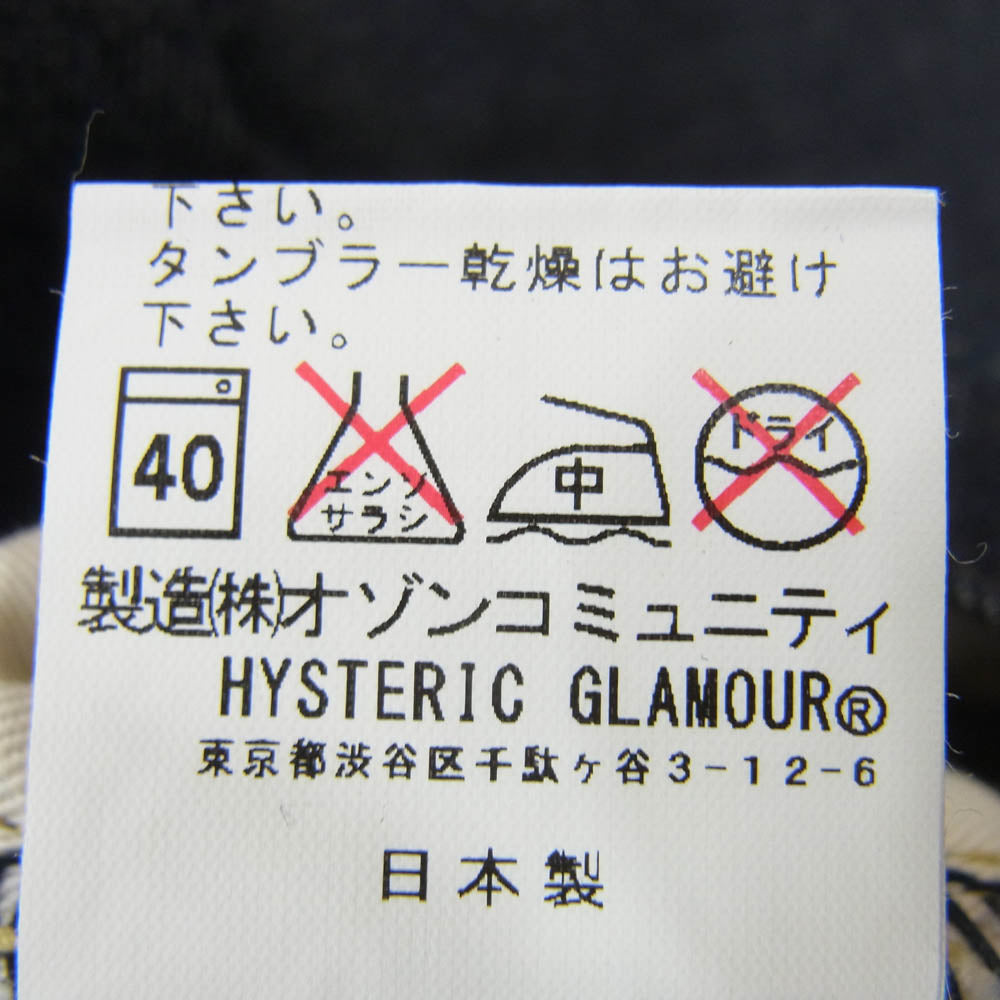 下さい。
タンブラー乾燥はお避け
下さい。
40
エンソ
サラシ
中
ドライ
製造(株)オゾンコミュニティ
HYSTERIC GLAMOUR®
東京都渋谷区千駄ヶ谷3-12-6
日本製